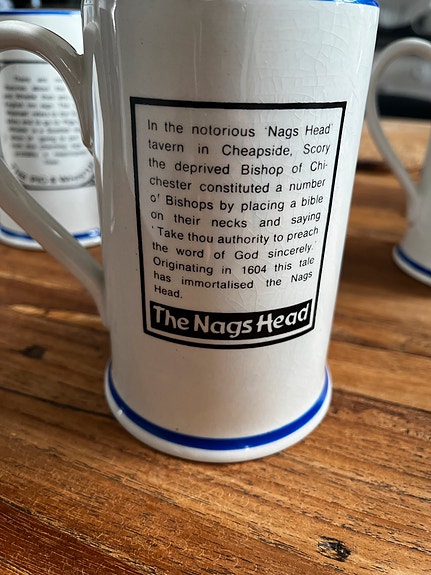 In the notorious 'Nags Head'
tavern in Cheapside, Scory
the deprived Bishop of Chi-
chester constituted a number
o' Bishops by placing a bible
on their necks and saying
'Take thou authority to preach
the word of God sincerely.'
Originating in 1604 this tale
has immortalised the Nags
Head.
The Nags Head